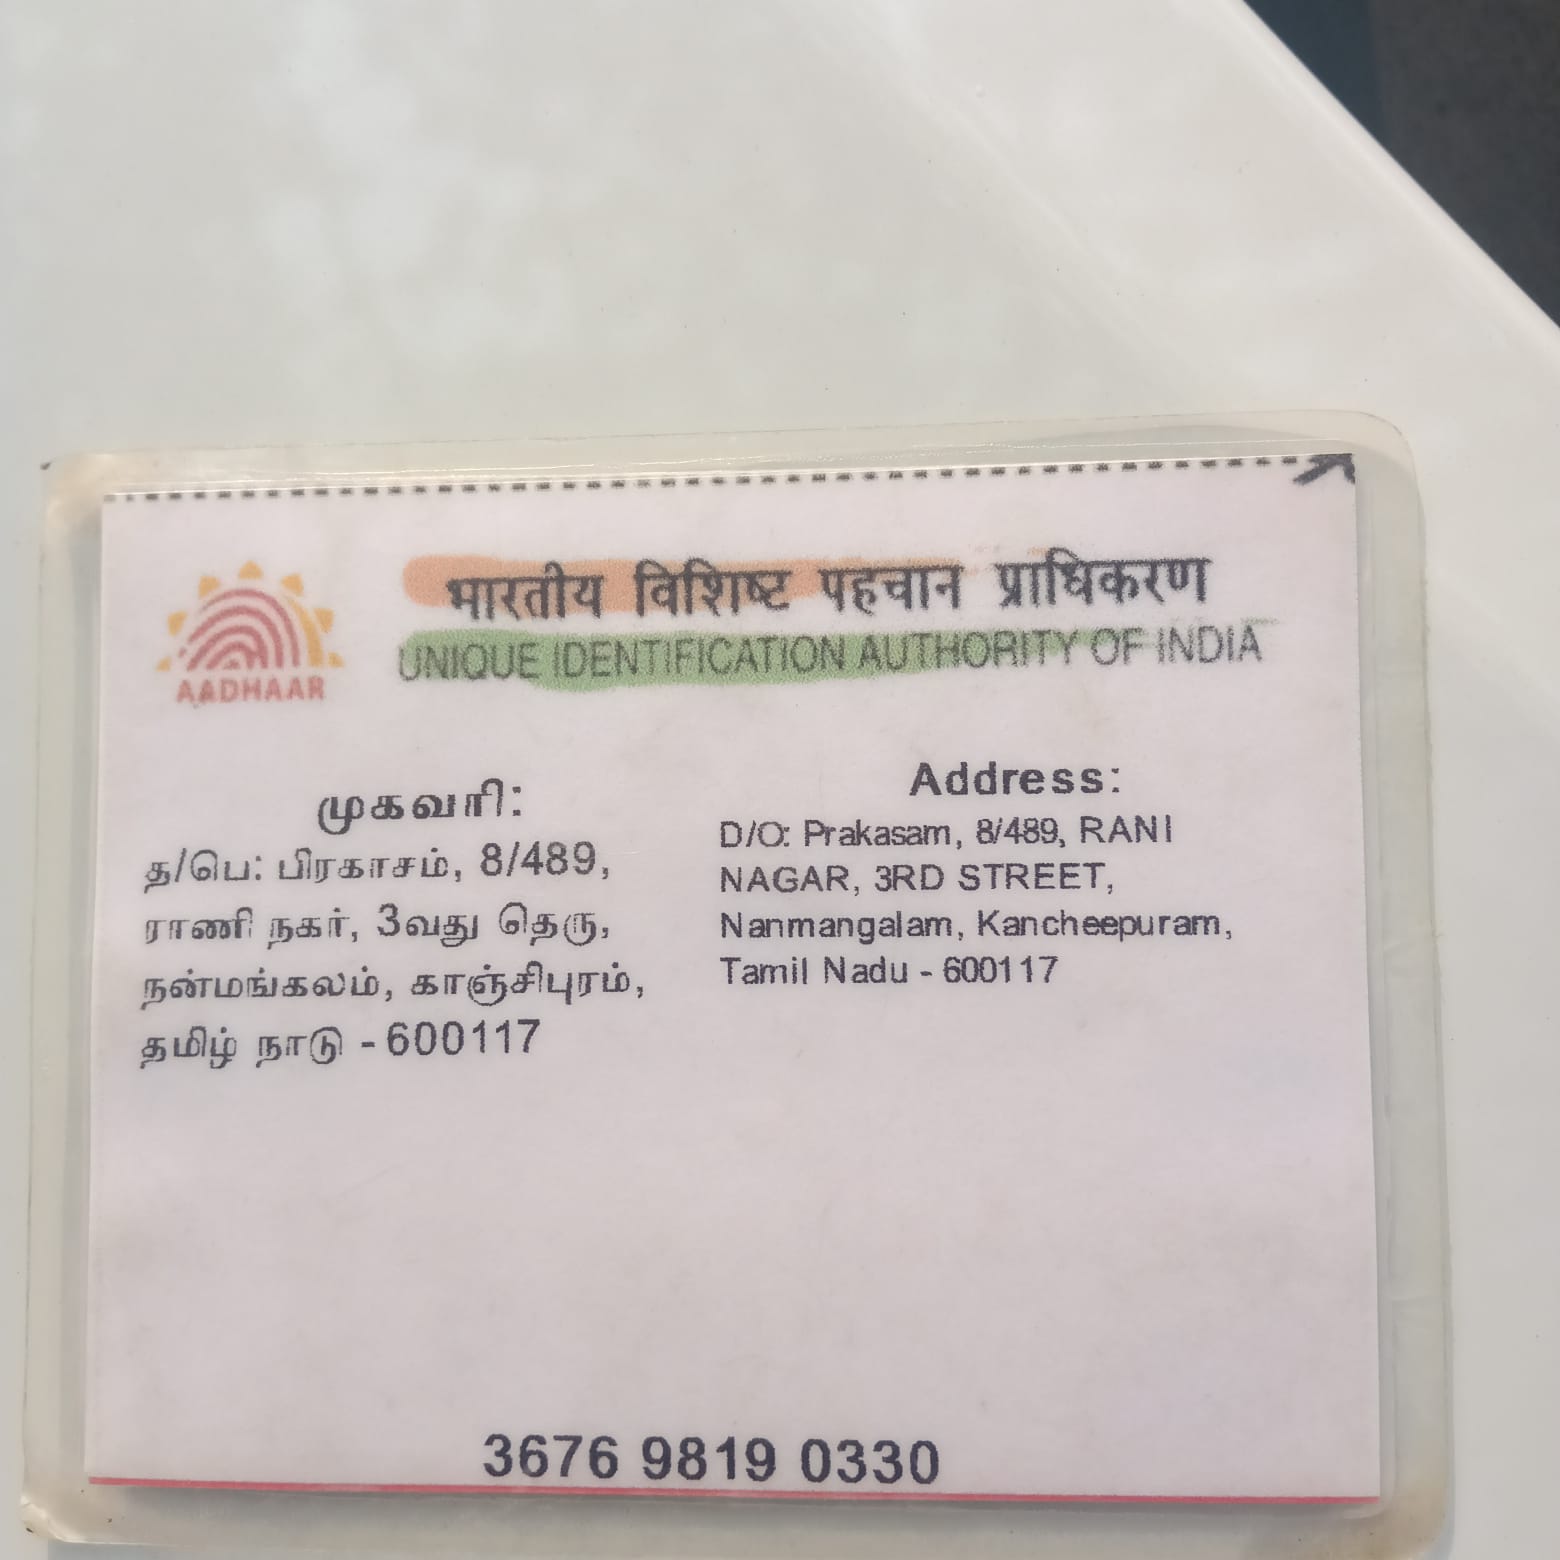 भारतीय विशिष्ट पहचान प्राधिकरण
UNIQUE IDENTIFICATION AUTHORITY OF INDIA
AADHAAR
முகவரி:
த/பெ: பிரகாசம், 8/489,
ராணி நகர், 3வது தெரு,
நன்மங்கலம், காஞ்சிபுரம்,
தமிழ் நாடு - 600117
Address:
D/O: Prakasam, 8/489, RANI
NAGAR, 3RD STREET,
Nanmangalam, Kancheepuram,
Tamil Nadu - 600117
3676 9819 0330